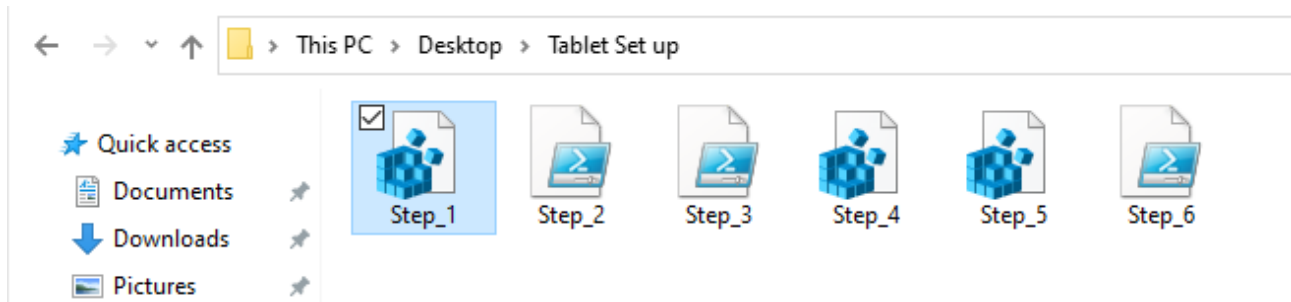 This PC > Desktop > Tablet Set up
Quick access
Documents
Downloads
Pictures
Step_1 Step_2 Step_3 Step_4 Step_5 Step_6